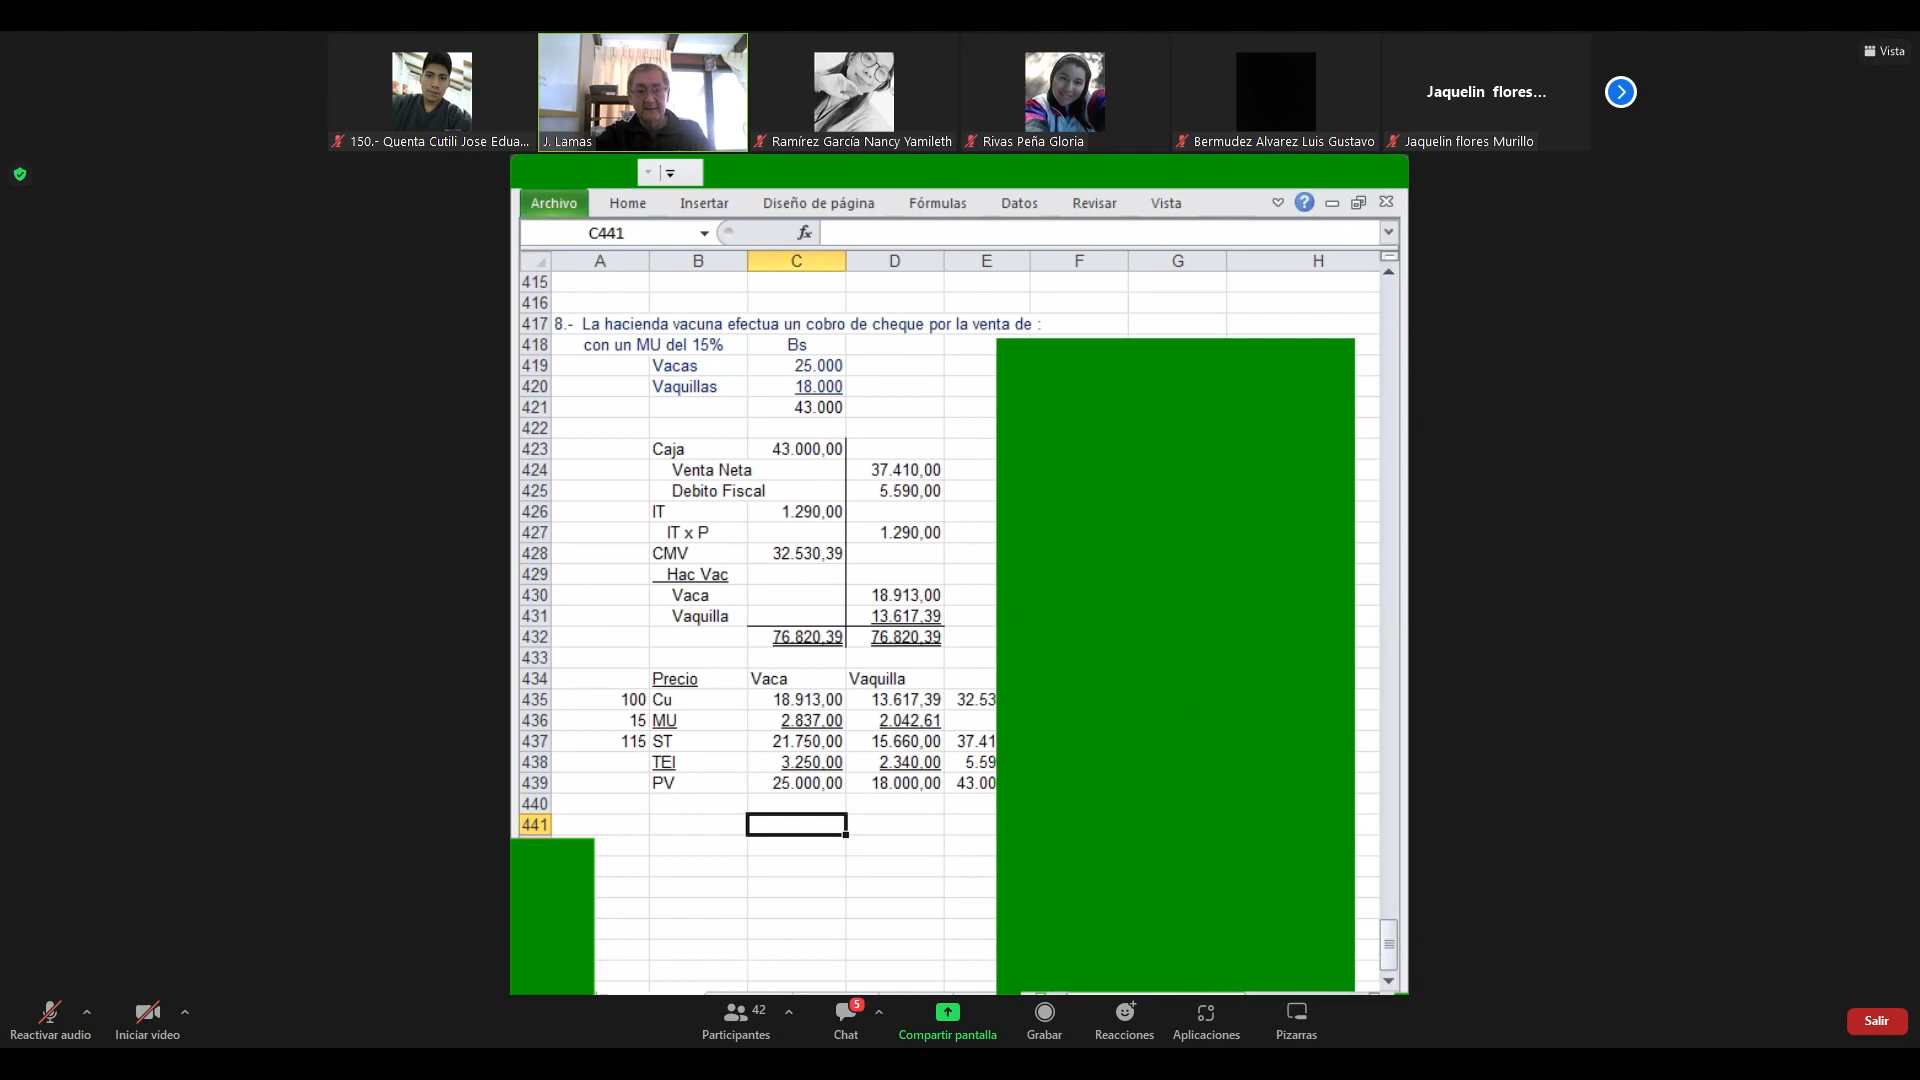 Vista
Jaquelin flores...
150.- Quenta Cutili Jose Edua...
J. Lamas
Ramírez García Nancy Yamileth
Rivas Peña Gloria
Bermudez Alvarez Luis Gustavo
Jaquelin flores Murillo
Archivo Home Insertar Diseño de página Fórmulas Datos Revisar Vista
C441 fx
A B C D E F G H
415
416
417 8.- La hacienda vacuna efectua un cobro de cheque por la venta de :
418 con un MU del 15% Bs
419 Vacas 25.000
420 Vaquillas 18.000
421 43.000
422
423 Caja 43.000,00
424 Venta Neta 37.410,00
425 Debito Fiscal 5.590,00
426 IT 1.290,00
427 IT x P 1.290,00
428 CMV 32.530,39
429 Hac Vac
430 Vaca 18.913,00
431 Vaquilla 13.617,39
432 76.820,39 76.820,39
433
434 Precio Vaca Vaquilla
435 100 Cu 18.913,00 13.617,39 32.53
436 15 MU 2.837,00 2.042,61
437 115 ST 21.750,00 15.660,00 37.41
438 TEI 3.250,00 2.340,00 5.59
439 PV 25.000,00 18.000,00 43.00
440
441
Reactivar audio
Iniciar vídeo
42
Participantes
5
Chat
Compartir pantalla
Grabar
Reacciones
Aplicaciones
Pizarras
Salir